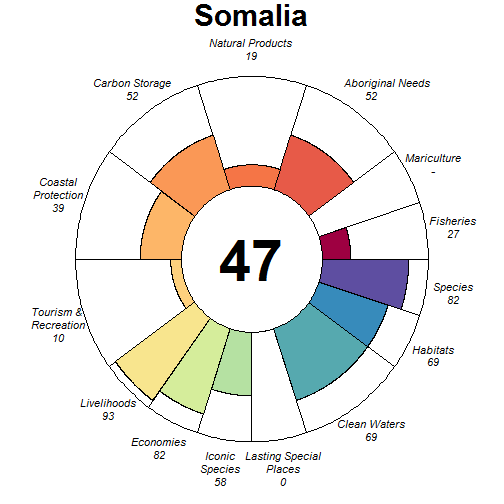 Somalia
Natural Products
19
Carbon Storage
52
Aboriginal Needs
52
Mariculture
-
Coastal
Protection
39
Fisheries
27
47
Species
82
Tourism &
Recreation
10
Habitats
69
Livelihoods
93
Clean Waters
69
Economies
82
Iconic
Species
58
Lasting Special
Places
0